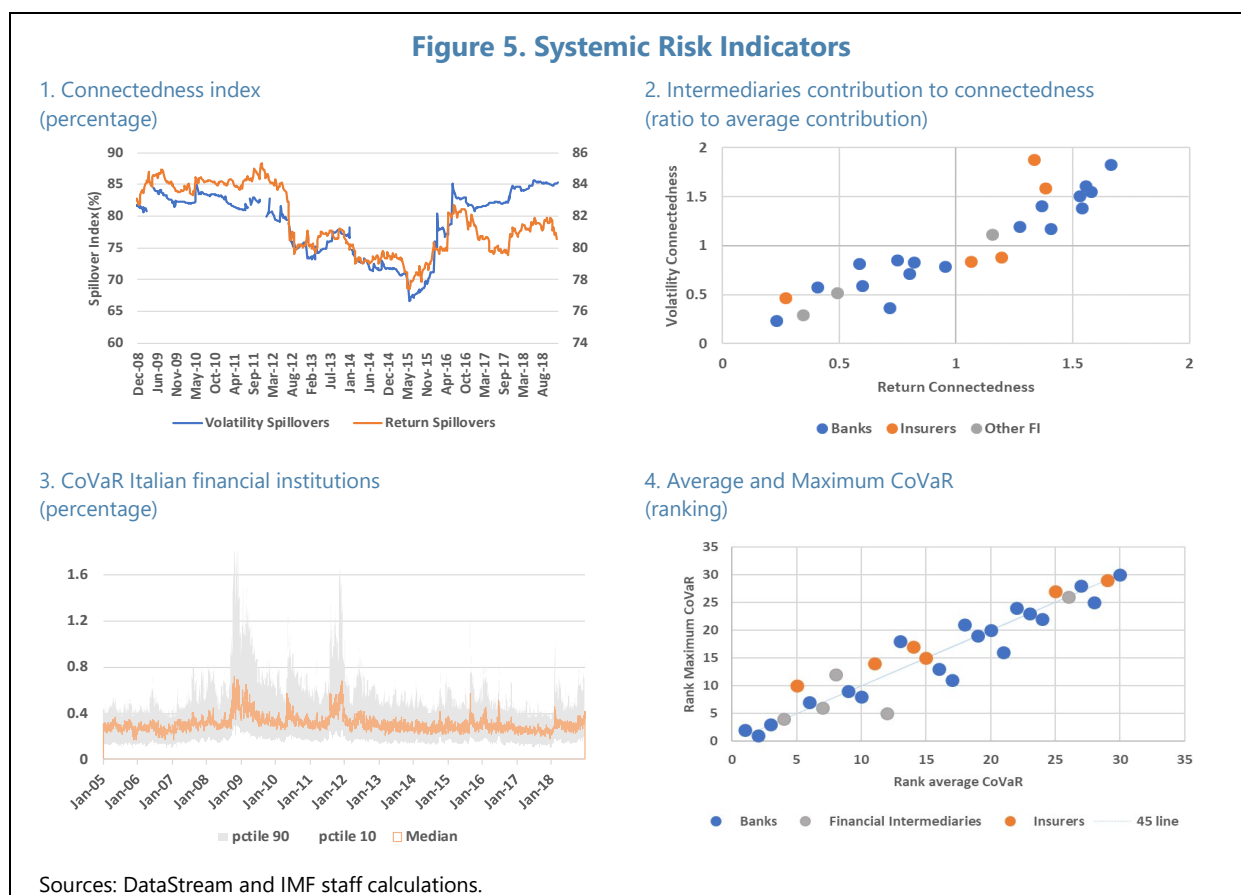 Figure 5. Systemic Risk Indicators
1. Connectedness index
(percentage)
Spillover Index(%)
90
85
80
75
70
65
60
86
84
82
80
78
76
74
Dec-08
Jun-09
Nov-09
May-10
Oct-10
Apr-11
Sep-11
Mar-12
Aug-12
Feb-13
Jul-13
Jan-14
Jun-14
Dec-14
May-15
Nov-15
Apr-16
Oct-16
Mar-17
Sep-17
Mar-18
Aug-18
Volatility Spillovers
Return Spillovers
2. Intermediaries contribution to connectedness
(ratio to average contribution)
Volatility Connectedness
2
1.5
1
0.5
0
0
0.5
1
1.5
2
Return Connectedness
Banks
Insurers
Other FI
3. CoVaR Italian financial institutions
(percentage)
1.6
1.2
0.8
0.4
0
Jan-05
Jan-06
Jan-07
Jan-08
Jan-09
Jan-10
Jan-11
Jan-12
Jan-13
Jan-14
Jan-15
Jan-16
Jan-17
Jan-18
pctile 90
pctile 10
Median
4. Average and Maximum CoVaR
(ranking)
Rank Maximum CoVaR
35
30
25
20
15
10
5
0
0
5
10
15
20
25
30
35
Rank average CoVaR
Banks
Financial Intermediaries
Insurers
45 line
Sources: DataStream and IMF staff calculations.